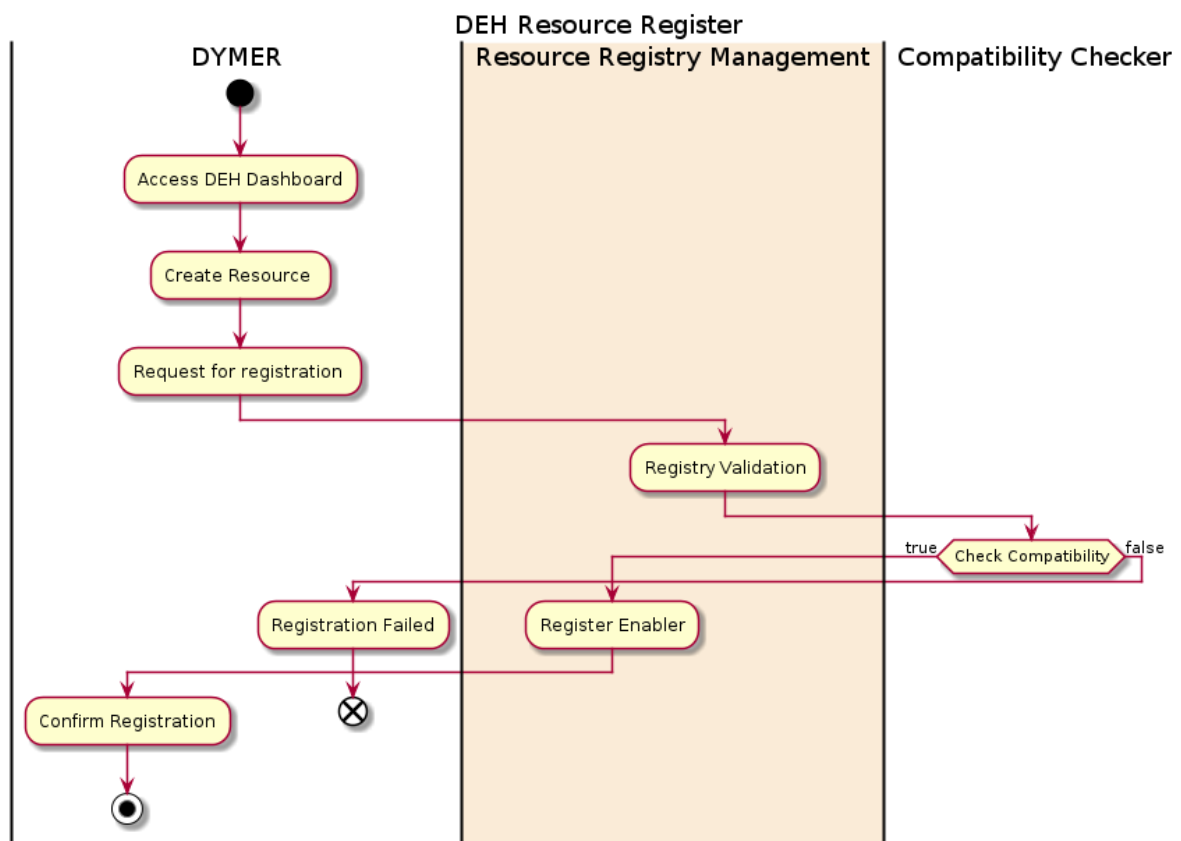 DEH Resource Register
DYMER
Resource Registry Management
Compatibility Checker
Access DEH Dashboard
Create Resource
Request for registration
Registry Validation
true
Check Compatibility
false
Registration Failed
Register Enabler
Confirm Registration